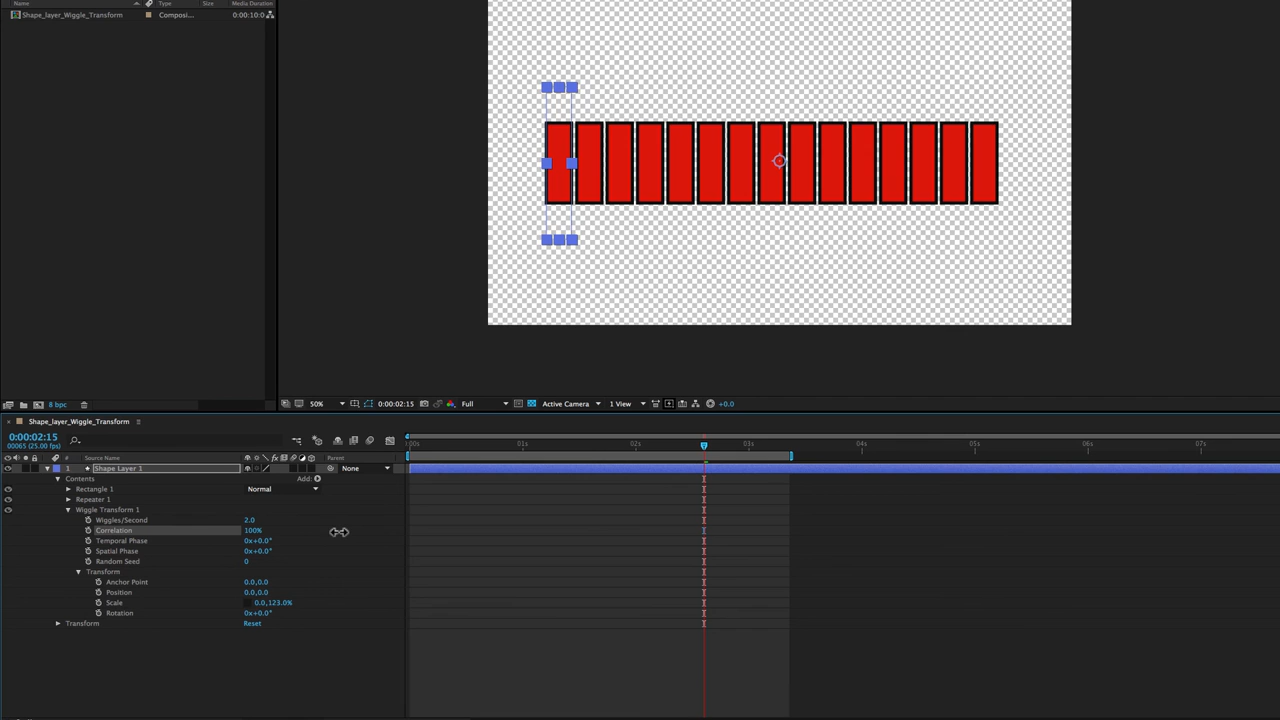 Name Type Size Media Duration
Shape_layer_Wiggle_Transform Composi... 0:00:10:0
8 bpc
50% 0:00:02:15 Full Active Camera 1 View +0.0
Shape_layer_Wiggle_Transform
0:00:02:15
00065 (25.00 fps)
:00s 01s 02s 03s 04s 05s 06s 07s
# Source Name Parent
1 Shape Layer 1 None
Contents Add:
Rectangle 1 Normal
Repeater 1
Wiggle Transform 1
Wiggles/Second 2.0
Correlation 100%
Temporal Phase 0x+0.0°
Spatial Phase 0x+0.0°
Random Seed 0
Transform
Anchor Point 0.0,0.0
Position 0.0,0.0
Scale 0.0,123.0%
Rotation 0x+0.0°
Transform Reset